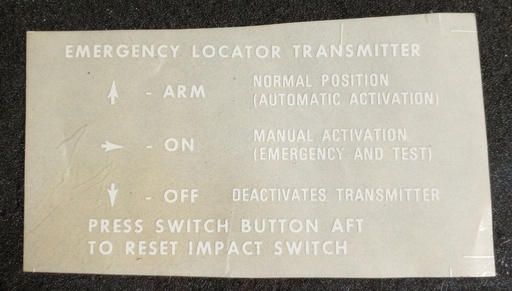 EMERGENCY LOCATOR TRANSMITTER
- ARM NORMAL POSITION
(AUTOMATIC ACTIVATION)
- ON MANUAL ACTIVATION
(EMERGENCY AND TEST)
- OFF DEACTIVATES TRANSMITTER
PRESS SWITCH BUTTON AFT
TO RESET IMPACT SWITCH